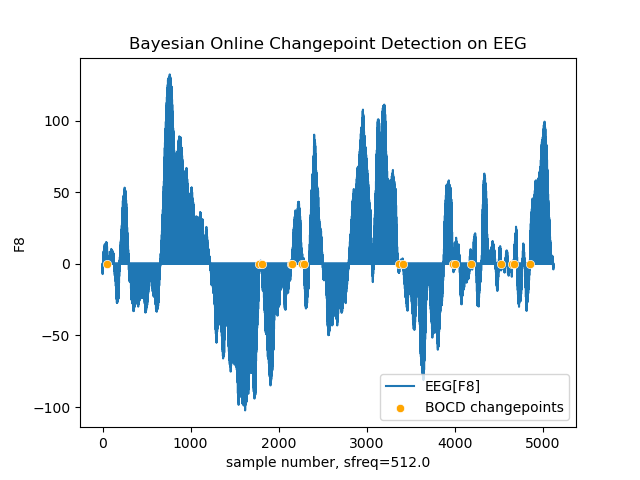 Bayesian Online Changepoint Detection on EEG
100
50
0
−50
−100
F8
EEG[F8]
BOCD changepoints
0 1000 2000 3000 4000 5000
sample number, sfreq=512.0